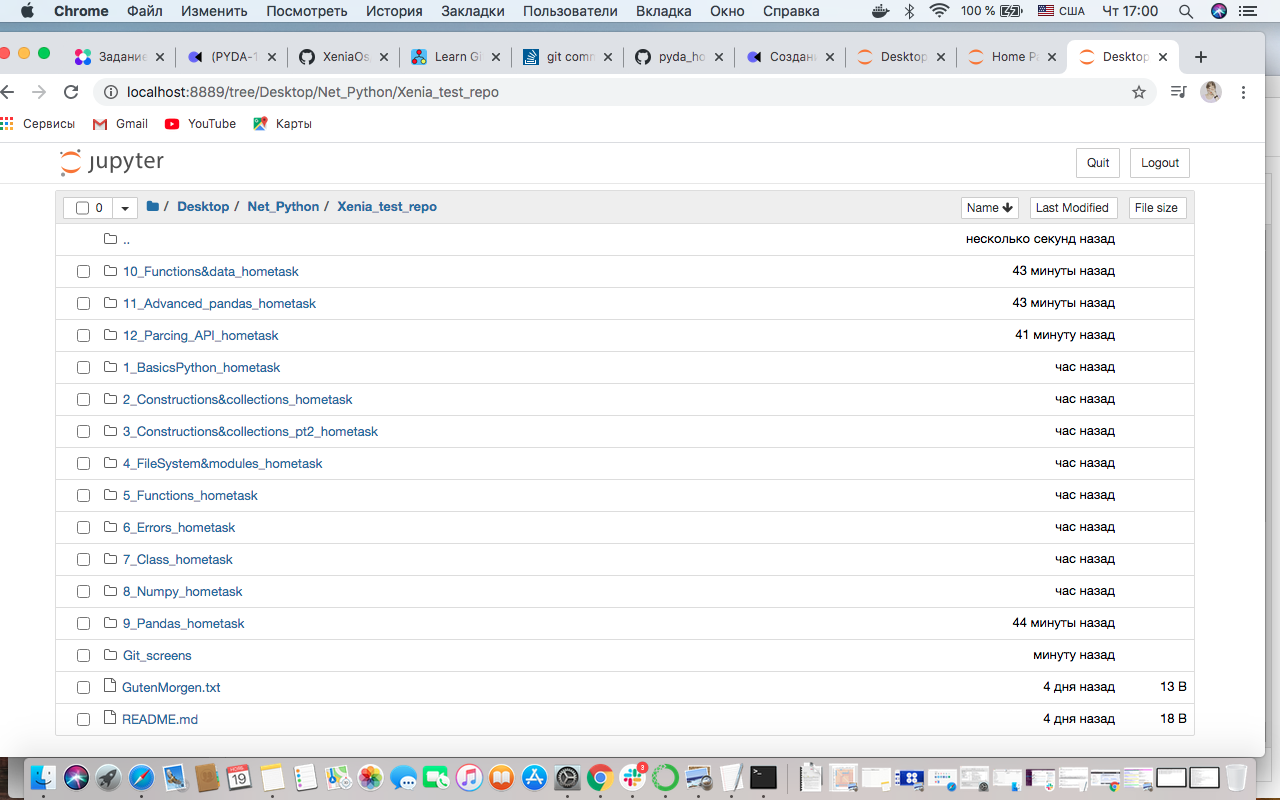 Chrome Файл Изменить Посмотреть История Закладки Пользователи Вкладка Окно Справка 100 % США Чт 17:00
Задание (PYDA-1 XeniaOs Learn Gi git comm pyda_ho Создани Desktop Home Pa Desktop
localhost:8889/tree/Desktop/Net_Python/Xenia_test_repo
Сервисы Gmail YouTube Карты
jupyter Quit Logout
0 / Desktop / Net_Python / Xenia_test_repo Name Last Modified File size
.. несколько секунд назад
10_Functions&data_hometask 43 минуты назад
11_Advanced_pandas_hometask 43 минуты назад
12_Parcing_API_hometask 41 минуту назад
1_BasicsPython_hometask час назад
2_Constructions&collections_hometask час назад
3_Constructions&collections_pt2_hometask час назад
4_FileSystem&modules_hometask час назад
5_Functions_hometask час назад
6_Errors_hometask час назад
7_Class_hometask час назад
8_Numpy_hometask час назад
9_Pandas_hometask 44 минуты назад
Git_screens минуту назад
GutenMorgen.txt 4 дня назад 13 B
README.md 4 дня назад 18 B
19 3